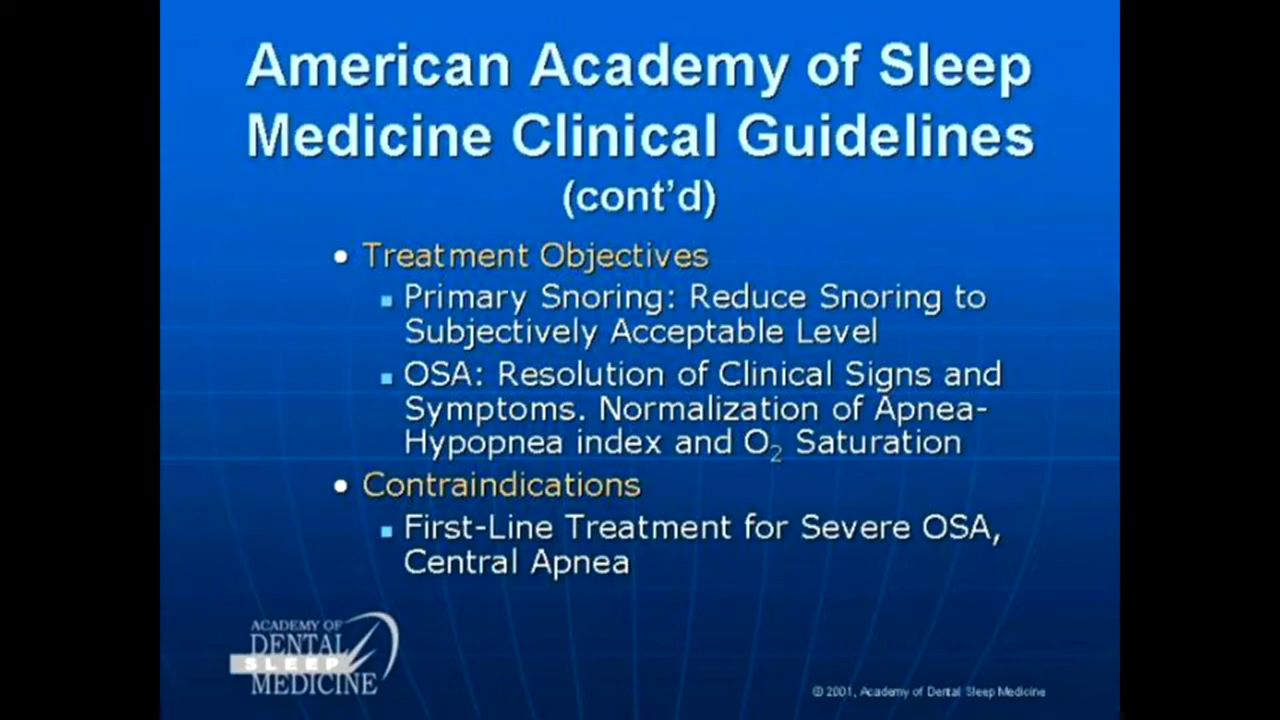 American Academy of Sleep
Medicine Clinical Guidelines
(cont'd)
• Treatment Objectives
▪ Primary Snoring: Reduce Snoring to
Subjectively Acceptable Level
▪ OSA: Resolution of Clinical Signs and
Symptoms. Normalization of Apnea-
Hypopnea index and O₂ Saturation
• Contraindications
▪ First-Line Treatment for Severe OSA,
Central Apnea
ACADEMY OF
DENTAL
SLEEP
MEDICINE
© 2001, Academy of Dental Sleep Medicine